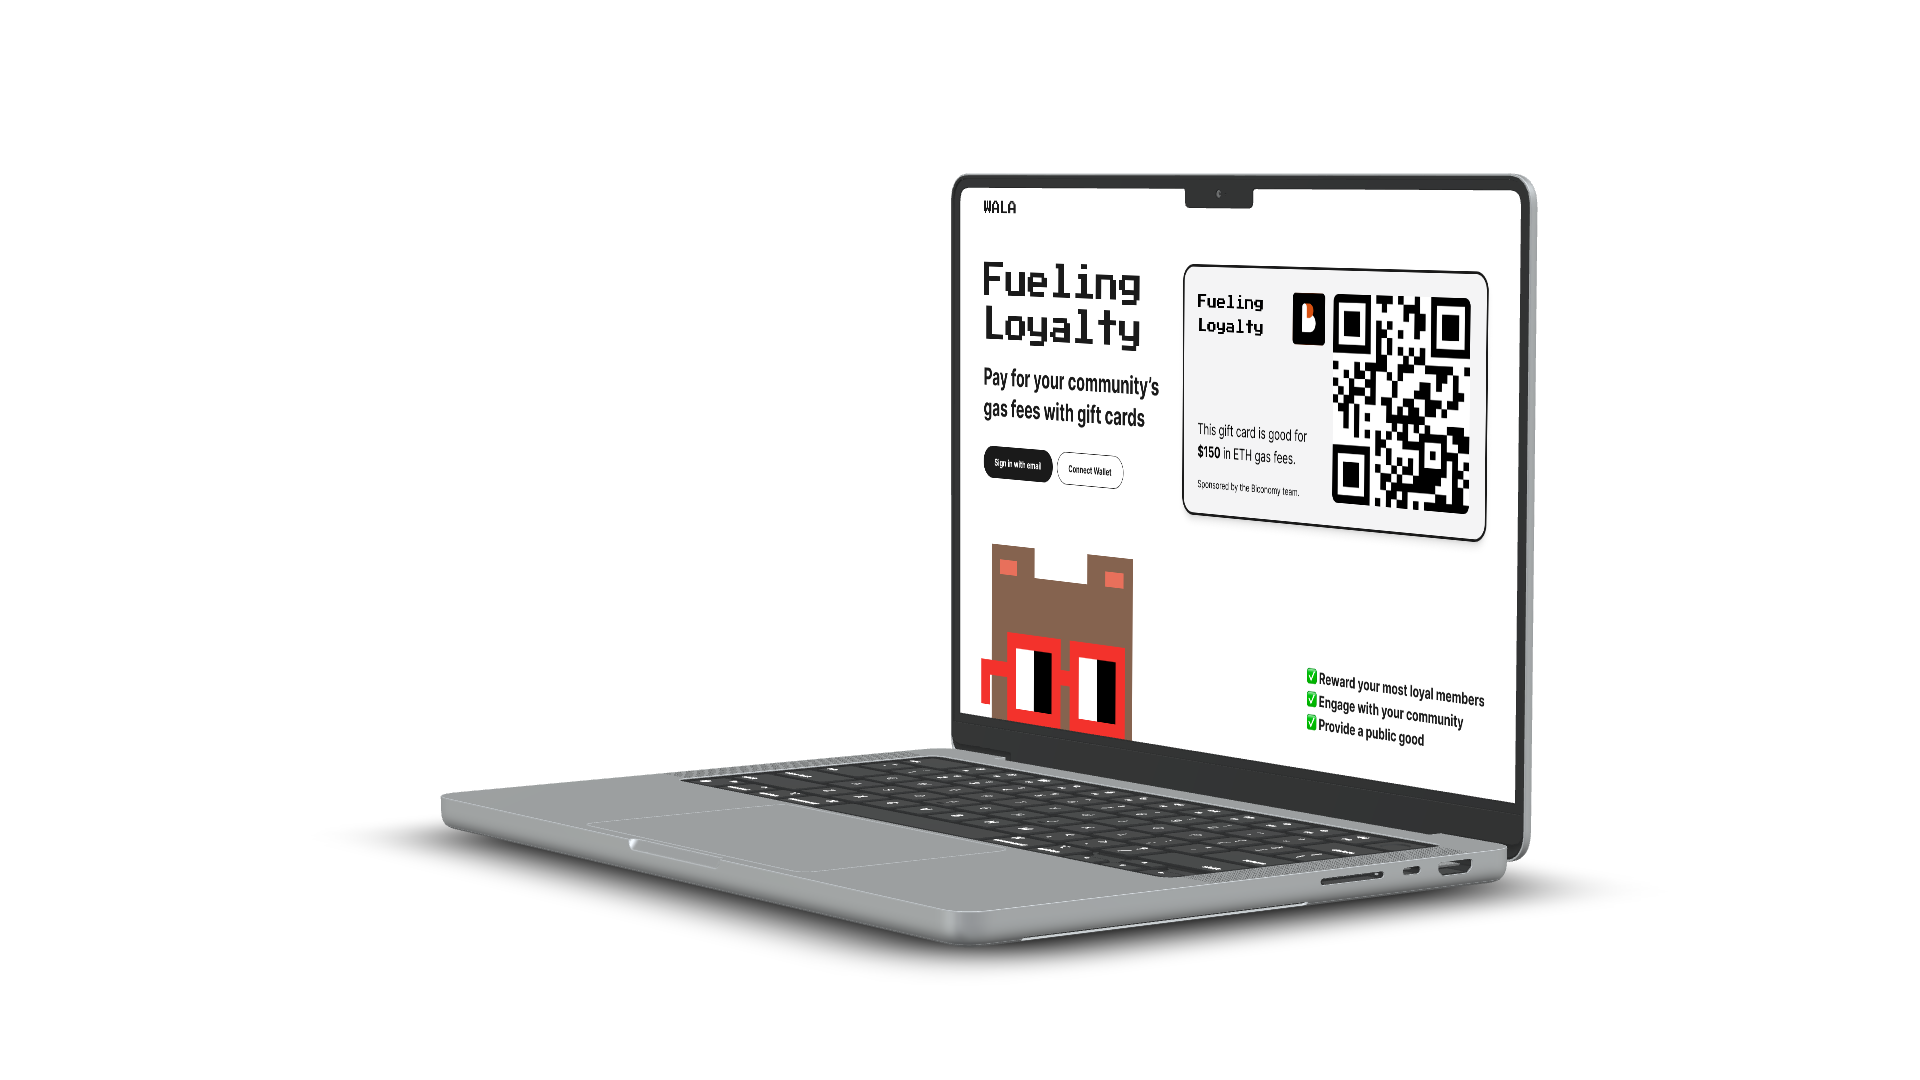 WALA
Fueling
Loyalty
Pay for your community's
gas fees with gift cards
Sign in with email
Connect Wallet
Fueling
Loyalty
This gift card is good for
$150 in ETH gas fees.
Sponsored by the Biconomy team.
✅ Reward your most loyal members
✅ Engage with your community
✅ Provide a public good